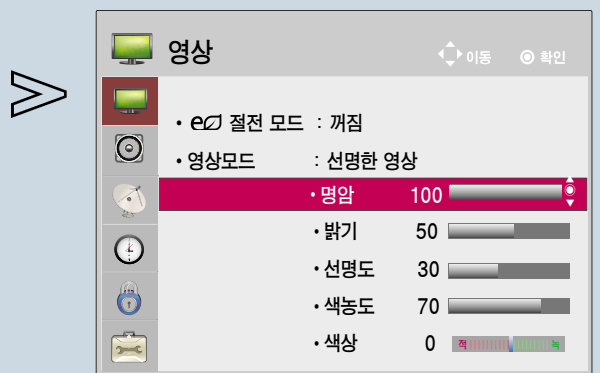 영상 이동 확인
• e 절전 모드 : 꺼짐
• 영상모드 : 선명한 영상
• 명암 100
• 밝기 50
• 선명도 30
• 색농도 70
• 색상 0 적 녹